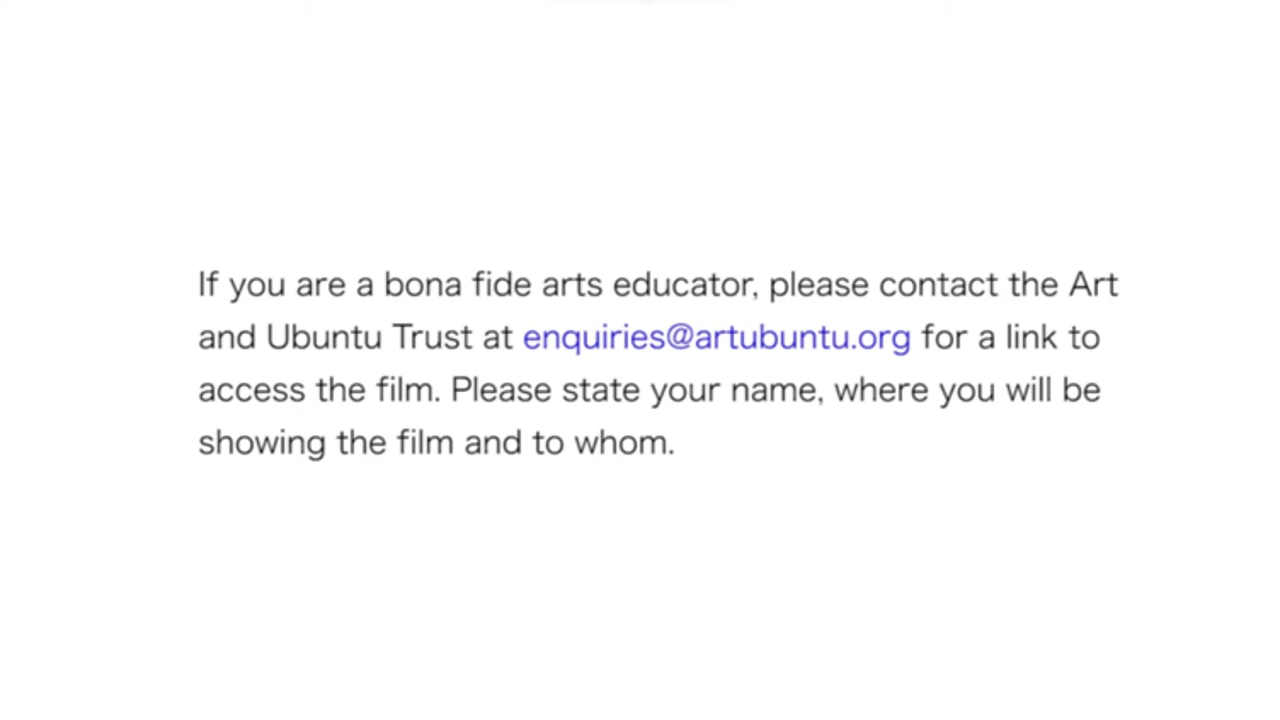 If you are a bona fide arts educator, please contact the Art
and Ubuntu Trust at enquiries@artubuntu.org for a link to
access the film. Please state your name, where you will be
showing the film and to whom.